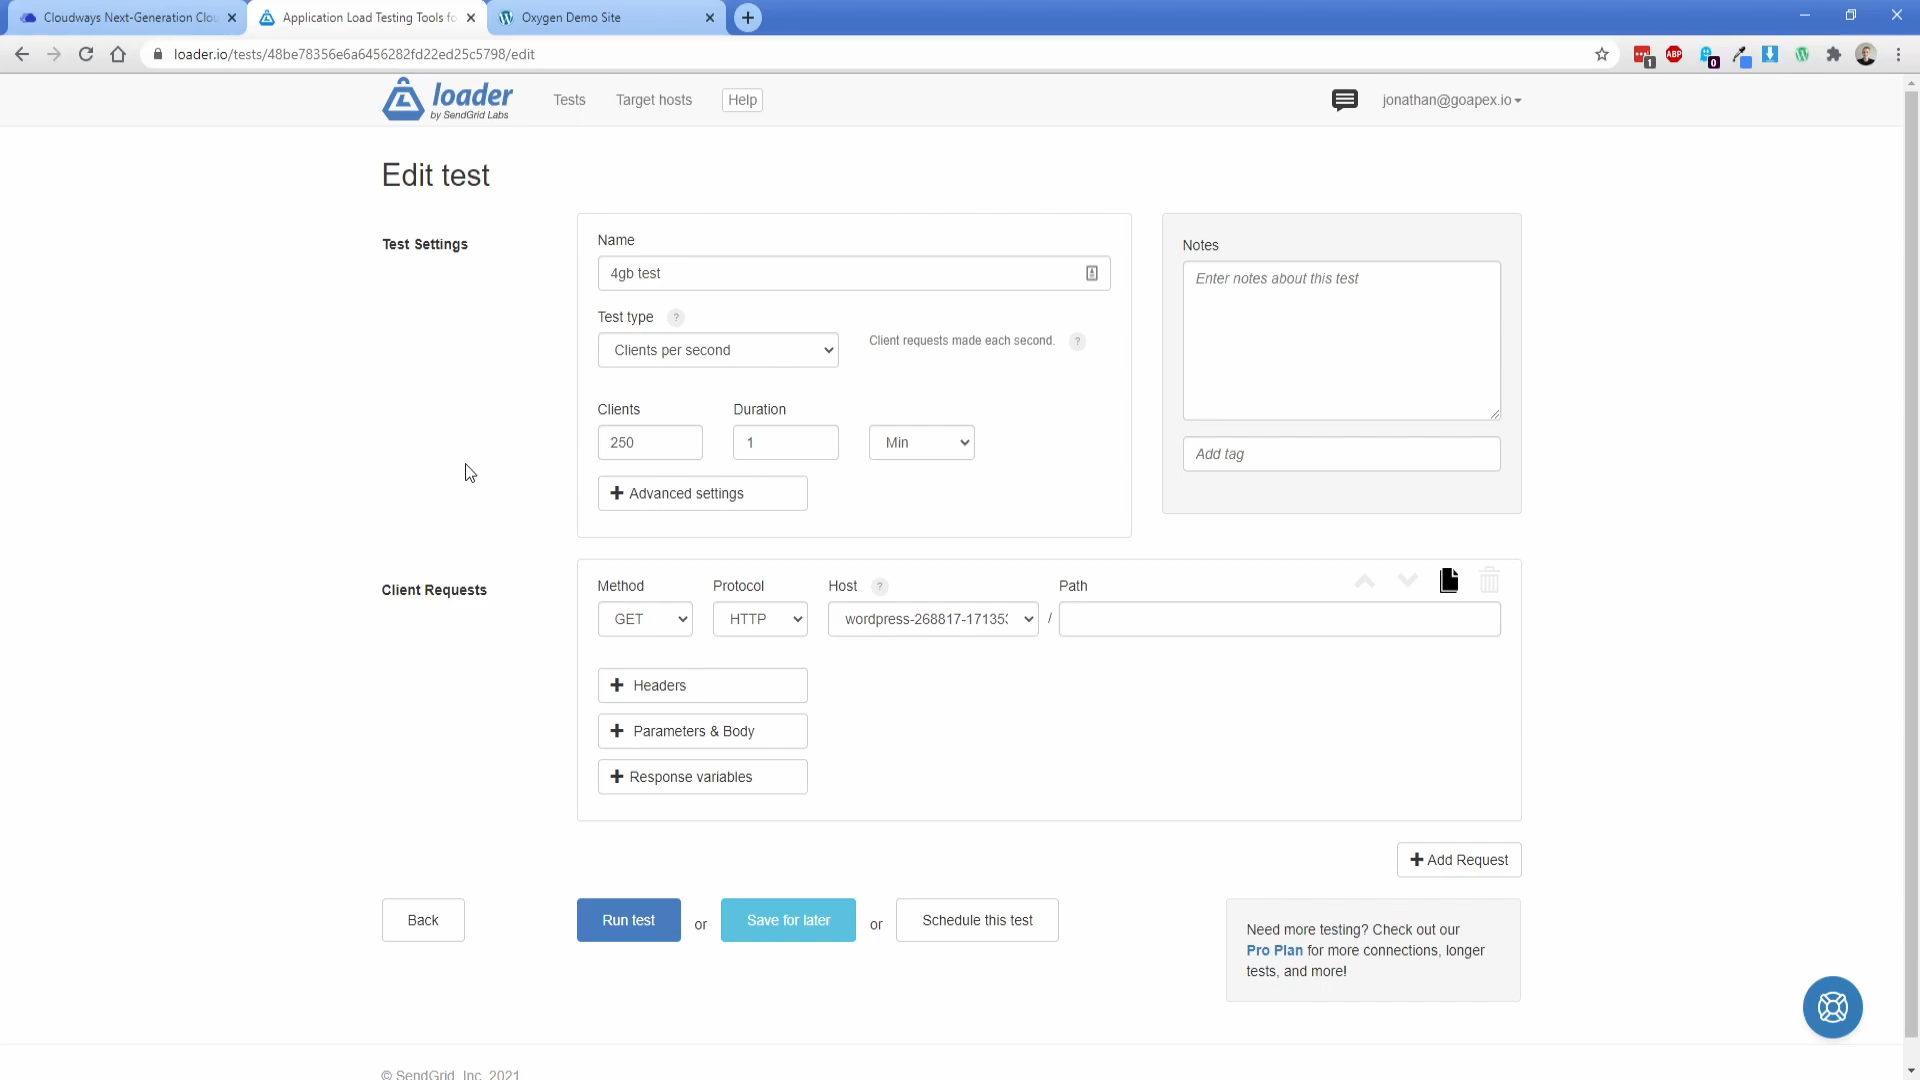 Cloudways Next-Generation Clou
Application Load Testing Tools fo
Oxygen Demo Site
loader.io/tests/48be78356e6a6456282fd22ed25c5798/edit
1
ABP
0
loader
by SendGrid Labs
Tests
Target hosts
Help
jonathan@goapex.io
Edit test
Test Settings
Name
4gb test
Test type ?
Clients per second
Client requests made each second. ?
Clients
Duration
250
1
Min
+ Advanced settings
Notes
Enter notes about this test
Add tag
Client Requests
Method
Protocol
Host ?
Path
GET
HTTP
wordpress-268817-17135
/
+ Headers
+ Parameters & Body
+ Response variables
+ Add Request
Back
Run test
or
Save for later
or
Schedule this test
Need more testing? Check out our
Pro Plan for more connections, longer
tests, and more!
© SendGrid, Inc. 2021